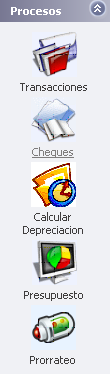 Procesos
Transacciones
Cheques
Calcular
Depreciacion
Presupuesto
Prorrateo